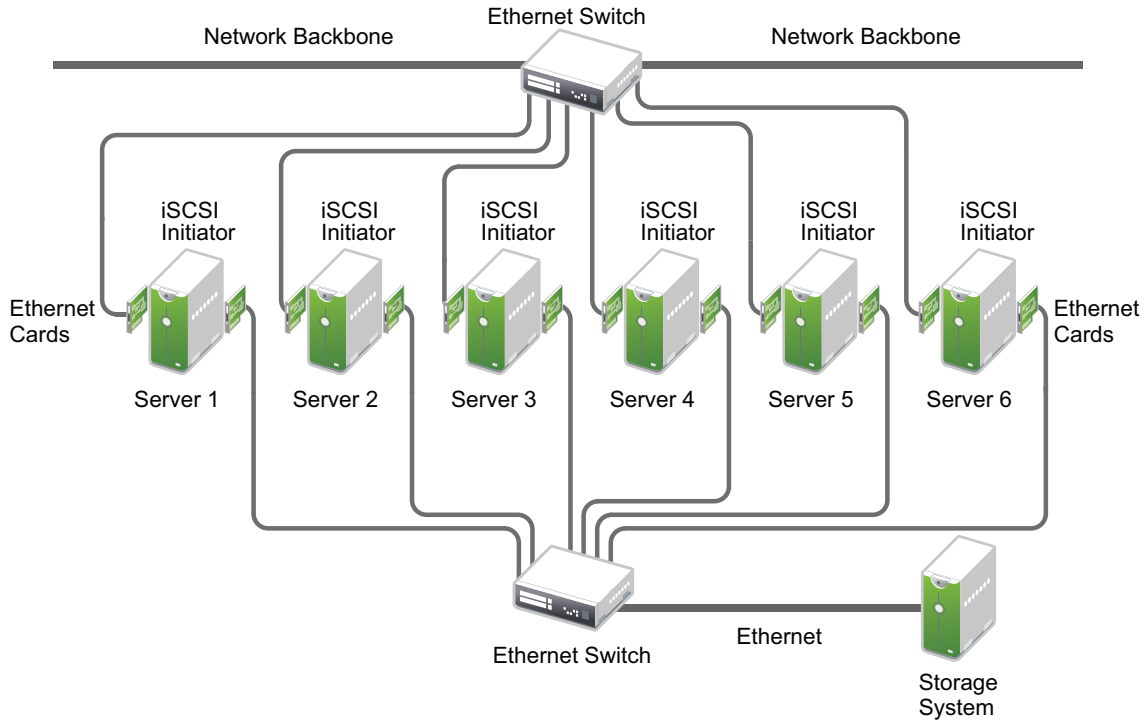 Ethernet Switch
Network Backbone
Network Backbone
iSCSI
Initiator
iSCSI
Initiator
iSCSI
Initiator
iSCSI
Initiator
iSCSI
Initiator
iSCSI
Initiator
Ethernet
Cards
Ethernet
Cards
Server 1
Server 2
Server 3
Server 4
Server 5
Server 6
Ethernet
Ethernet Switch
Storage
System